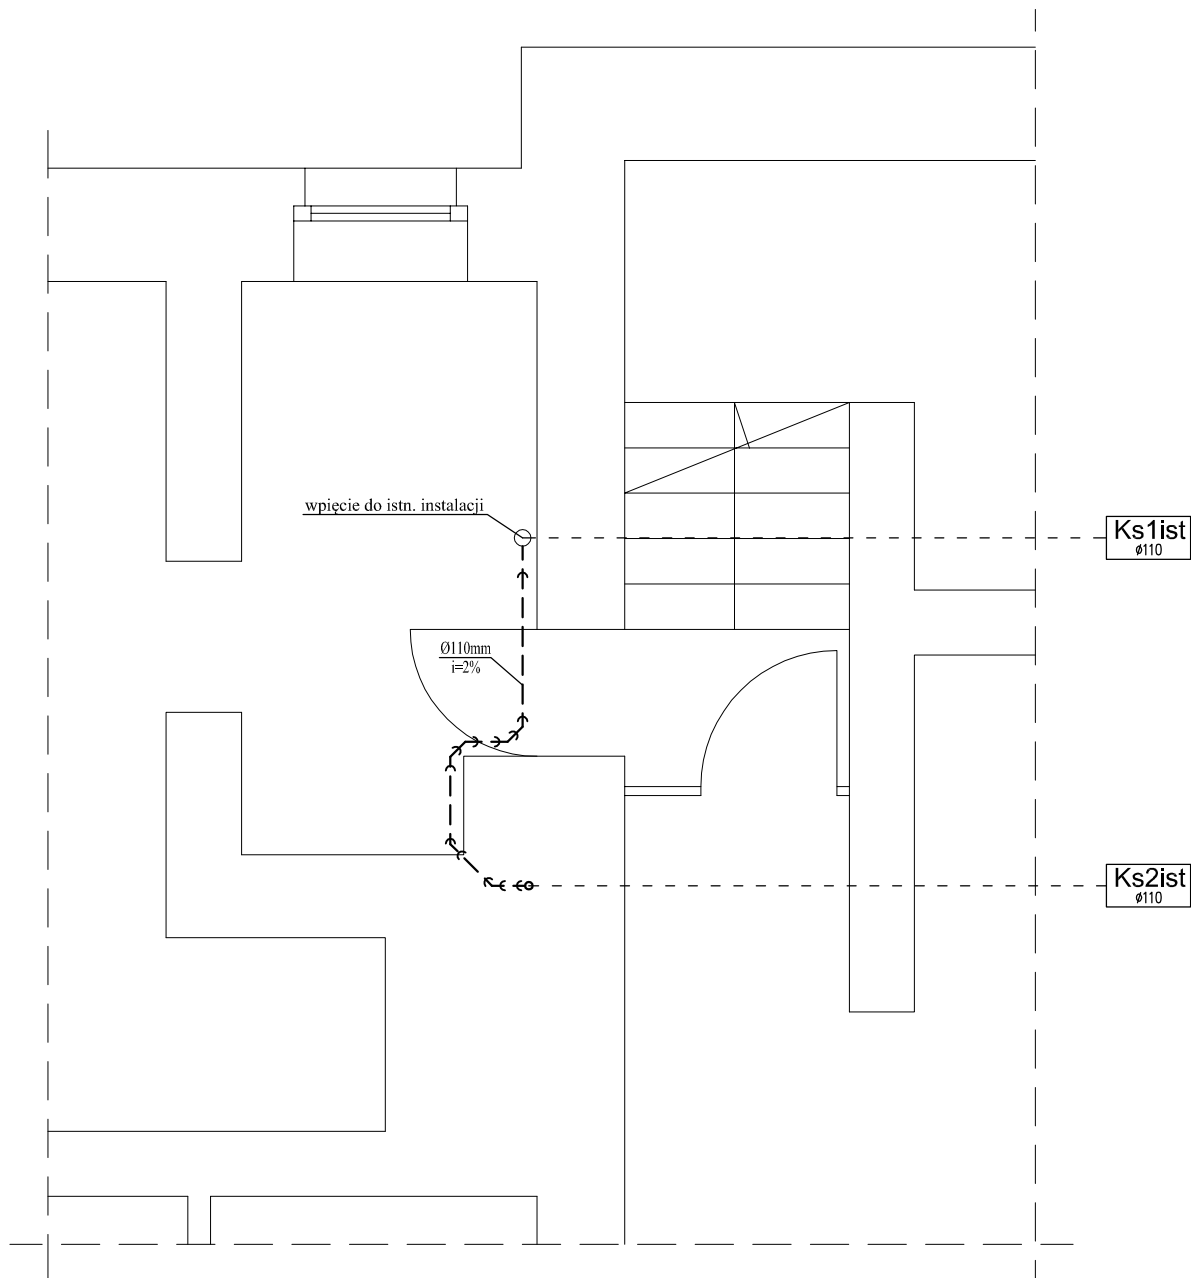 wpięcie do istn. instalacji
Ks1ist
ø110
Ø110mm
i=2%
Ks2ist
ø110